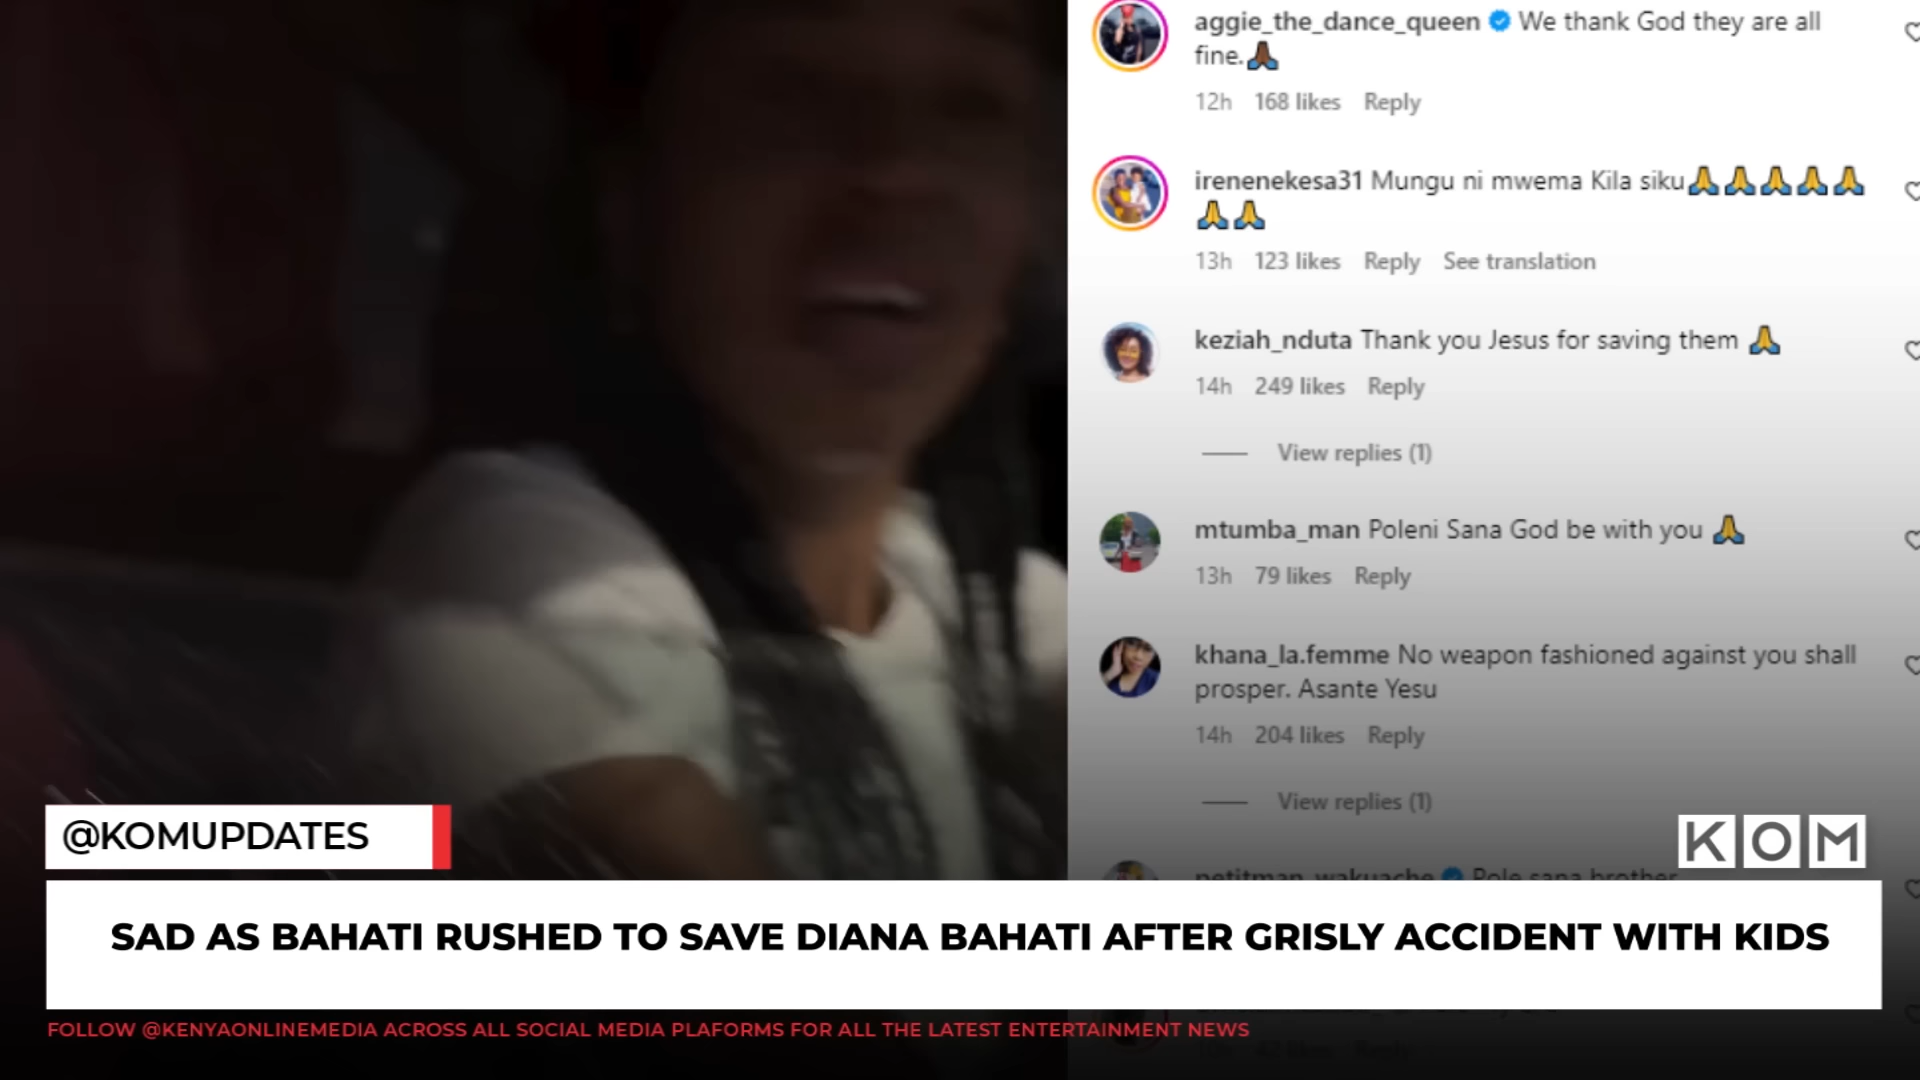 aggie_the_dance_queen We thank God they are all
fine.🙏🏿
12h 168 likes Reply
irenenekesa31 Mungu ni mwema Kila siku🙏🙏🙏🙏🙏
🙏🙏
13h 123 likes Reply See translation
keziah_nduta Thank you Jesus for saving them 🙏
14h 249 likes Reply
View replies (1)
mtumba_man Poleni Sana God be with you 🙏
13h 79 likes Reply
khana_la.femme No weapon fashioned against you shall
prosper. Asante Yesu
14h 204 likes Reply
View replies (1)
petitman_wakuache Pole sana brother
@KOMUPDATES
KOM
SAD AS BAHATI RUSHED TO SAVE DIANA BAHATI AFTER GRISLY ACCIDENT WITH KIDS
FOLLOW @KENYAONLINEMEDIA ACROSS ALL SOCIAL MEDIA PLAFORMS FOR ALL THE LATEST ENTERTAINMENT NEWS